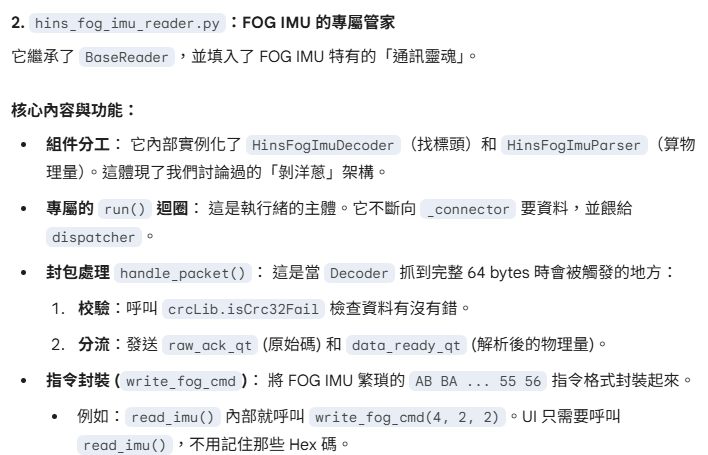 2. hins_fog_imu_reader.py：FOG IMU 的專屬管家
它繼承了 BaseReader，並填入了 FOG IMU 特有的「通訊靈魂」。
核心內容與功能：
• 組件分工： 它內部實例化了 HinsFogImuDecoder（找標頭）和 HinsFogImuParser（算物
理量）。這體現了我們討論過的「剝洋蔥」架構。
• 專屬的 run() 迴圈： 這是執行緒的主體。它不斷向 _connector 要資料，並餵給
dispatcher。
• 封包處理 handle_packet()： 這是當 Decoder 抓到完整 64 bytes 時會被觸發的地方：
1. 校驗：呼叫 crcLib.isCrc32Fail 檢查資料有沒有錯。
2. 分流：發送 raw_ack_qt (原始碼) 和 data_ready_qt (解析後的物理量)。
• 指令封裝 (write_fog_cmd)： 將 FOG IMU 繁瑣的 AB BA ... 55 56 指令格式封裝起來。
• 例如：read_imu() 內部就呼叫 write_fog_cmd(4, 2, 2)。UI 只需要呼叫
read_imu()，不用記住那些 Hex 碼。